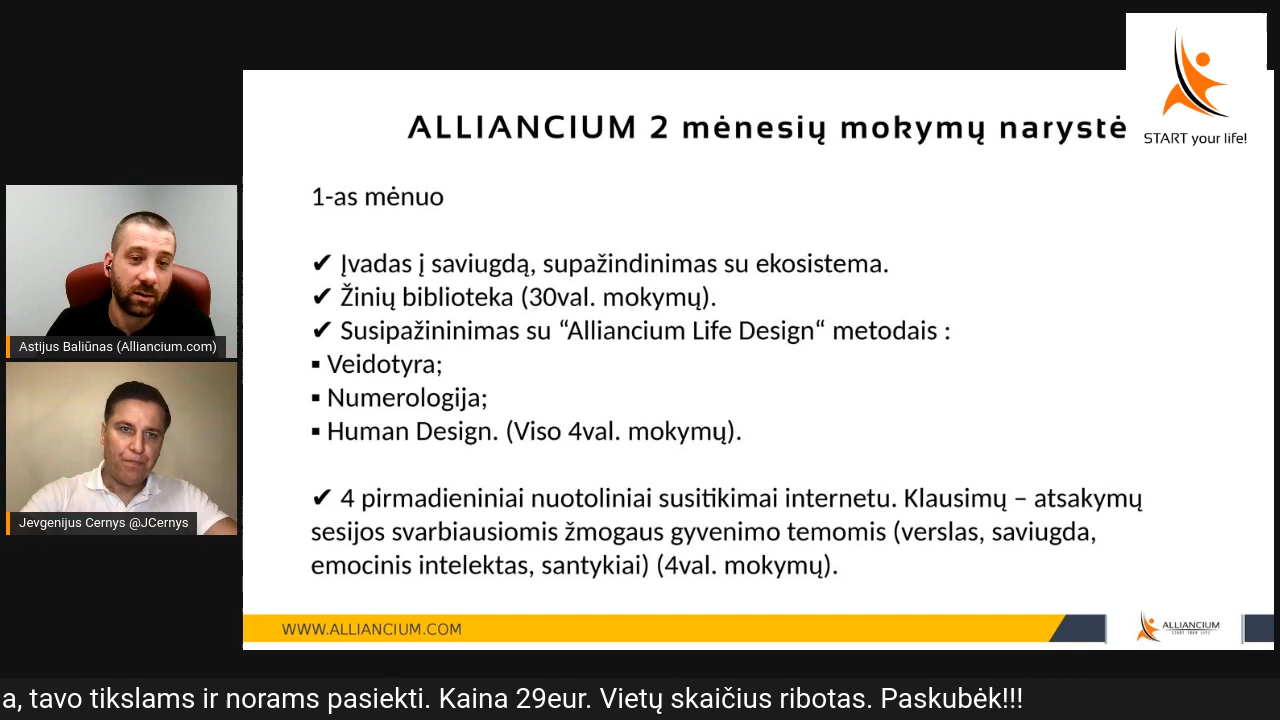 START your life!
ALLIANCIUM 2 mėnesių mokymų narystė
1-as mėnuo
✔ Įvadas į saviugdą, supažindinimas su ekosistema.
✔ Žinių biblioteka (30val. mokymų).
✔ Susipažininimas su “Alliancium Life Design“ metodais :
▪ Veidotyra;
▪ Numerologija;
▪ Human Design. (Viso 4val. mokymų).
✔ 4 pirmadieniniai nuotoliniai susitikimai internetu. Klausimų – atsakymų
sesijos svarbiausiomis žmogaus gyvenimo temomis (verslas, saviugda,
emocinis intelektas, santykiai) (4val. mokymų).
Astijus Baliūnas (Alliancium.com)
Jevgenijus Cernys @JCernys
WWW.ALLIANCIUM.COM
ALLIANCIUM
START YOUR LIFE
a, tavo tikslams ir norams pasiekti. Kaina 29eur. Vietų skaičius ribotas. Paskubėk!!!